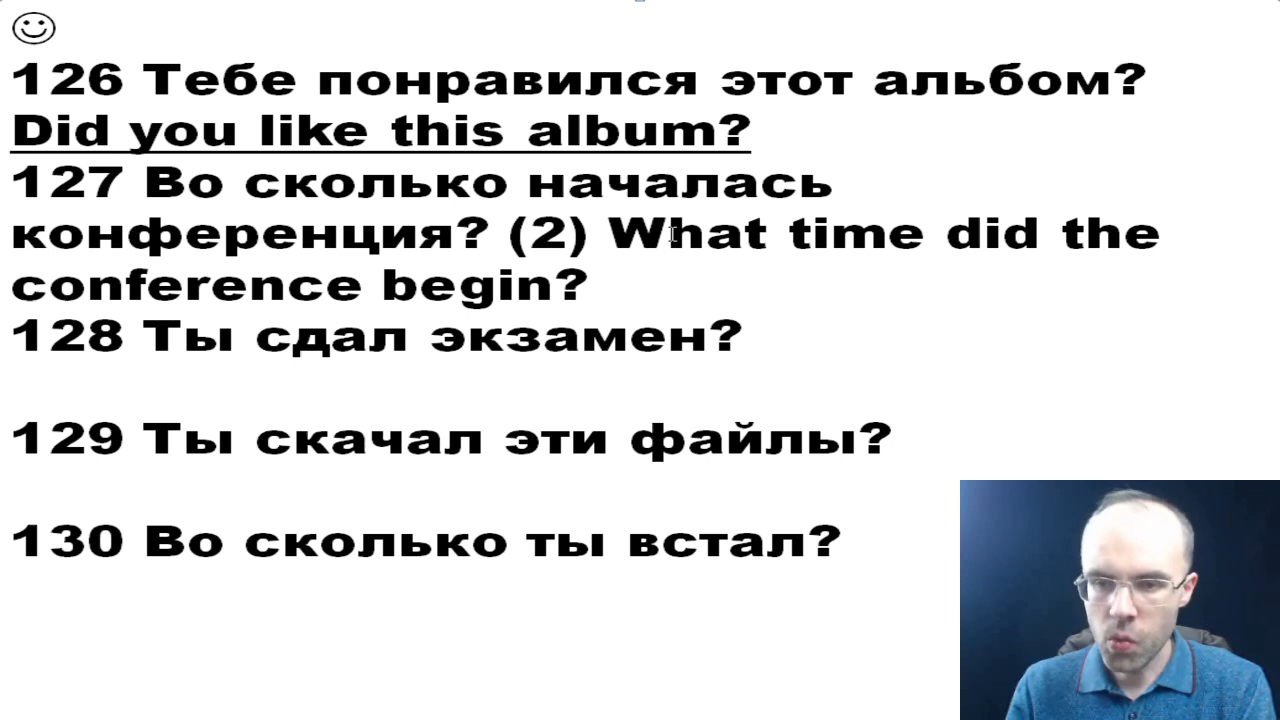 126 Тебе понравился этот альбом?
Did you like this album?
127 Во сколько началась
конференция? (2) What time did the
conference begin?
128 Ты сдал экзамен?
129 Ты скачал эти файлы?
130 Во сколько ты встал?